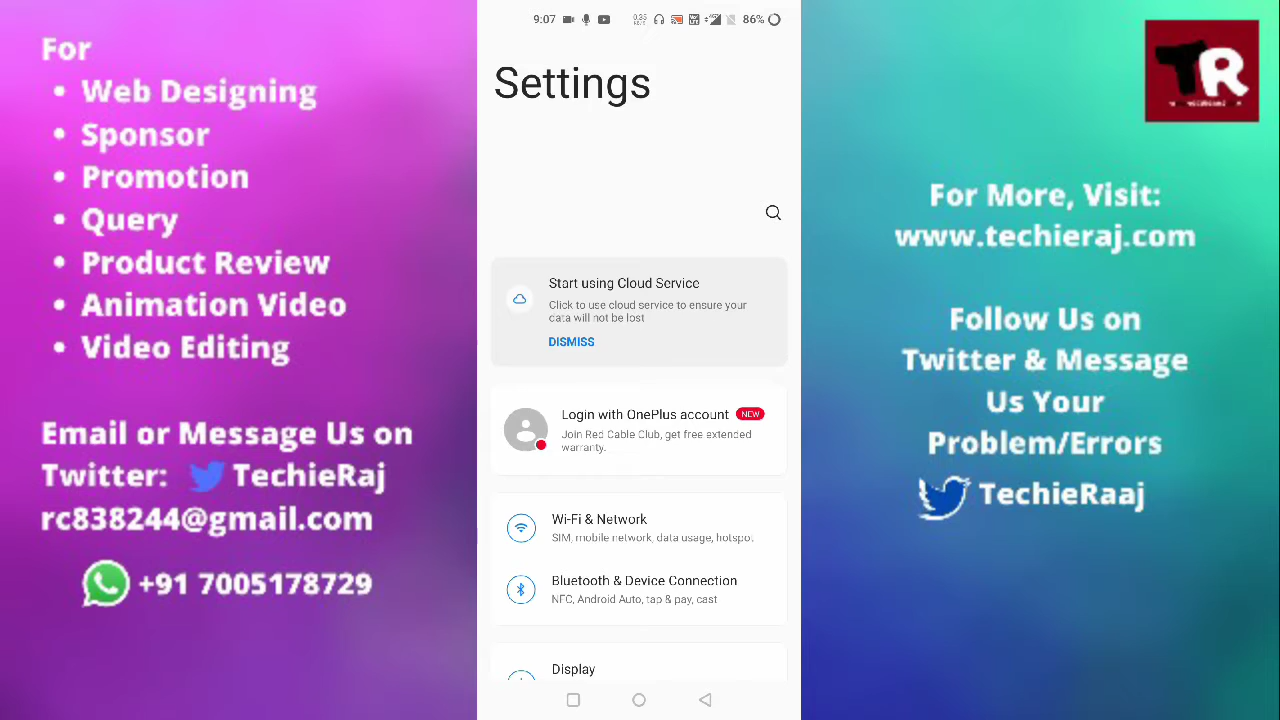 For
• Web Designing
• Sponsor
• Promotion
• Query
• Product Review
• Animation Video
• Video Editing
Email or Message Us on
Twitter: TechieRaj
rc838244@gmail.com
+91 7005178729
9:07
86%
Settings
Start using Cloud Service
Click to use cloud service to ensure your
data will not be lost
DISMISS
Login with OnePlus account NEW
Join Red Cable Club, get free extended
warranty.
Wi-Fi & Network
SIM, mobile network, data usage, hotspot
Bluetooth & Device Connection
NFC, Android Auto, tap & pay, cast
Display
TR
For More, Visit:
www.techieraj.com
Follow Us on
Twitter & Message
Us Your
Problem/Errors
TechieRaaj